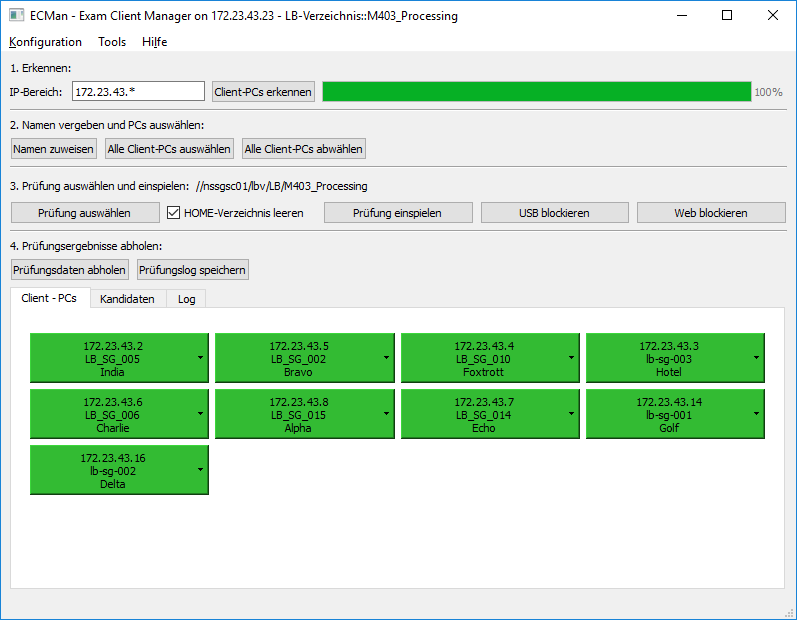 ECMan - Exam Client Manager on 172.23.43.23 - LB-Verzeichnis::M403_Processing
Konfiguration Tools Hilfe
1. Erkennen:
IP-Bereich: 172.23.43.* Client-PCs erkennen 100%
2. Namen vergeben und PCs auswählen:
Namen zuweisen Alle Client-PCs auswählen Alle Client-PCs abwählen
3. Prüfung auswählen und einspielen: //nssgsc01/lbv/LB/M403_Processing
Prüfung auswählen HOME-Verzeichnis leeren Prüfung einspielen USB blockieren Web blockieren
4. Prüfungsergebnisse abholen:
Prüfungsdaten abholen Prüfungslog speichern
Client - PCs Kandidaten Log
172.23.43.2 172.23.43.5 172.23.43.4 172.23.43.3
LB_SG_005 LB_SG_002 LB_SG_010 lb-sg-003
India Bravo Foxtrott Hotel
172.23.43.6 172.23.43.8 172.23.43.7 172.23.43.14
LB_SG_006 LB_SG_015 LB_SG_014 lb-sg-001
Charlie Alpha Echo Golf
172.23.43.16
lb-sg-002
Delta